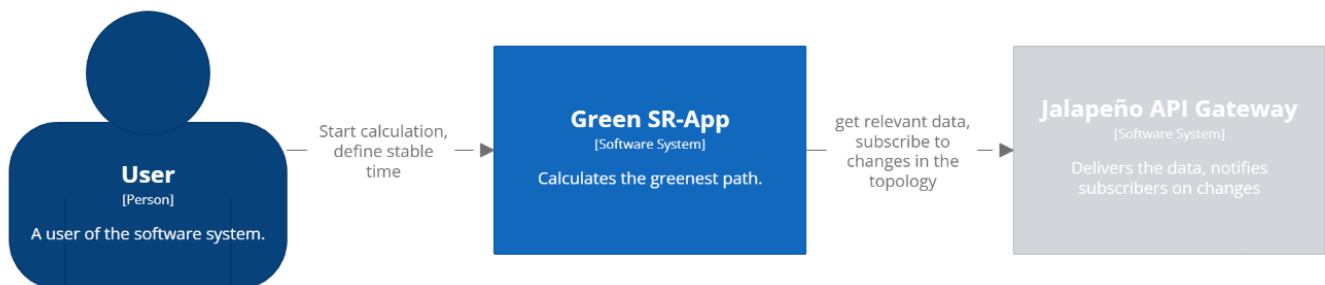 User
[Person]
A user of the software system.
Start calculation,
define stable
time
Green SR-App
[Software System]
Calculates the greenest path.
get relevant data,
subscribe to
changes in the
topology
Jalapeño API Gateway
[Software System]
Delivers the data, notifies
subscribers on changes